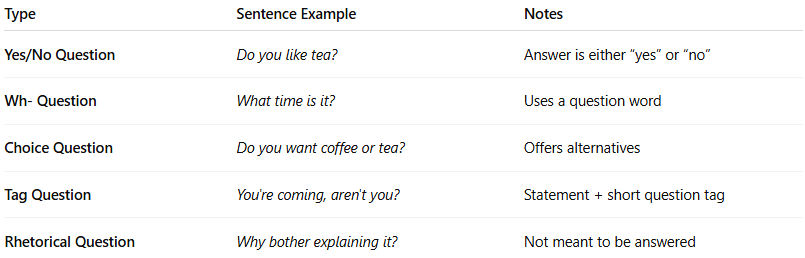 Type Sentence Example Notes
Yes/No Question Do you like tea? Answer is either “yes” or “no”
Wh- Question What time is it? Uses a question word
Choice Question Do you want coffee or tea? Offers alternatives
Tag Question You're coming, aren't you? Statement + short question tag
Rhetorical Question Why bother explaining it? Not meant to be answered